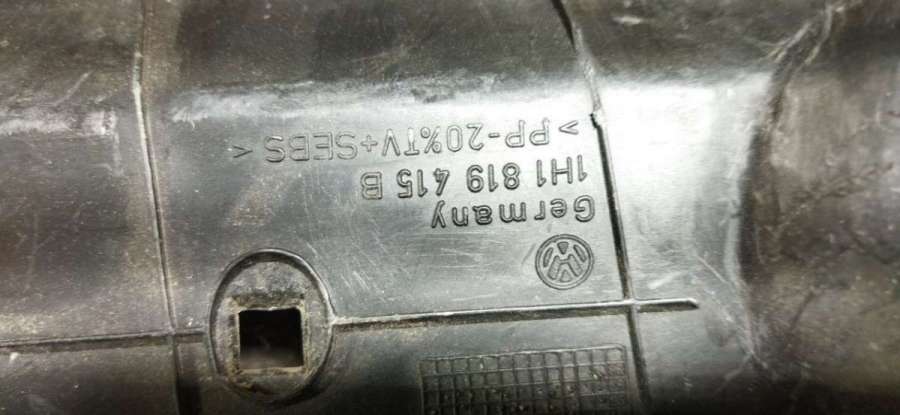 Germany
1H1 819 415 B
>PP-20%TV+SEBS<